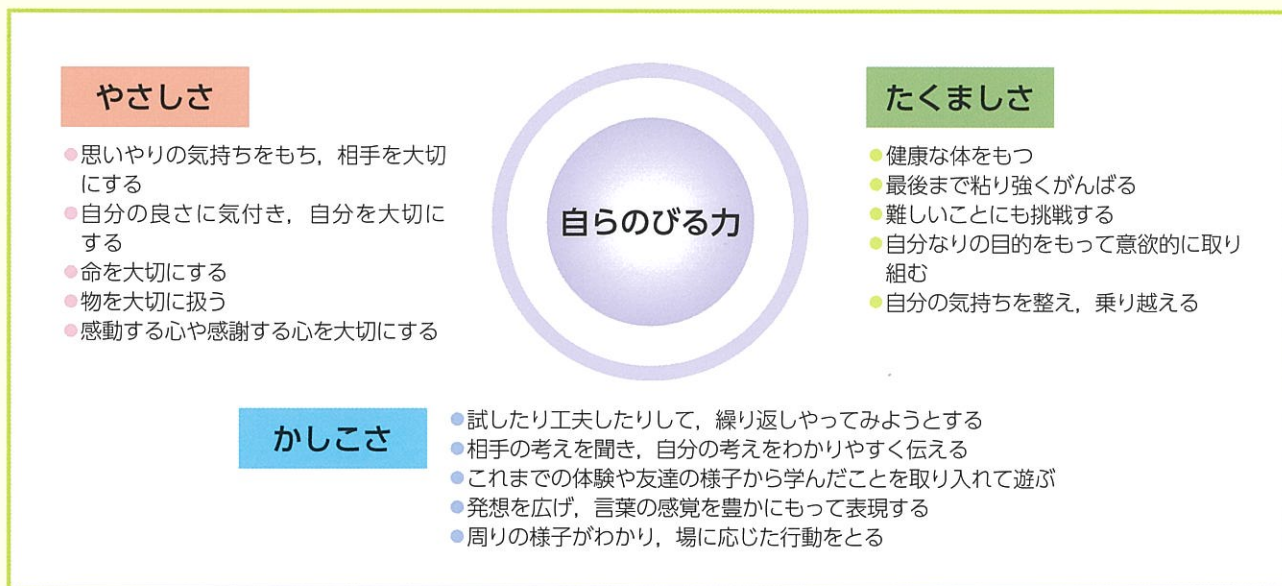 やさしさ
●思いやりの気持ちをもち，相手を大切
にする
●自分の良さに気付き，自分を大切に
する
●命を大切にする
●物を大切に扱う
●感動する心や感謝する心を大切にする
自らのびる力
たくましさ
●健康な体をもつ
●最後まで粘り強くがんばる
●難しいことにも挑戦する
●自分なりの目的をもって意欲的に取り
組む
●自分の気持ちを整え，乗り越える
かしこさ
●試したり工夫したりして，繰り返しやってみようとする
●相手の考えを聞き，自分の考えをわかりやすく伝える
●これまでの体験や友達の様子から学んだことを取り入れて遊ぶ
●発想を広げ，言葉の感覚を豊かにもって表現する
●周りの様子がわかり，場に応じた行動をとる